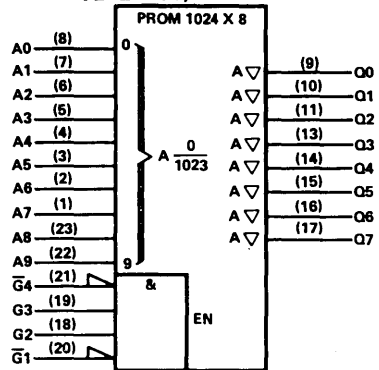 PROM 1024 X 8
A0 (8) 0 A▽ (9) Q0
A1 (7) A▽ (10) Q1
A2 (6) A▽ (11) Q2
A3 (5) A▽ (13) Q3
A4 (4) A▽ (14) Q4
A5 (3) A 0/1023 A▽ (15) Q5
A6 (2) A▽ (16) Q6
A7 (1) A▽ (17) Q7
A8 (23)
A9 (22) 9
G̅4 (21) &
G3 (19) EN
G2 (18)
G̅1 (20)